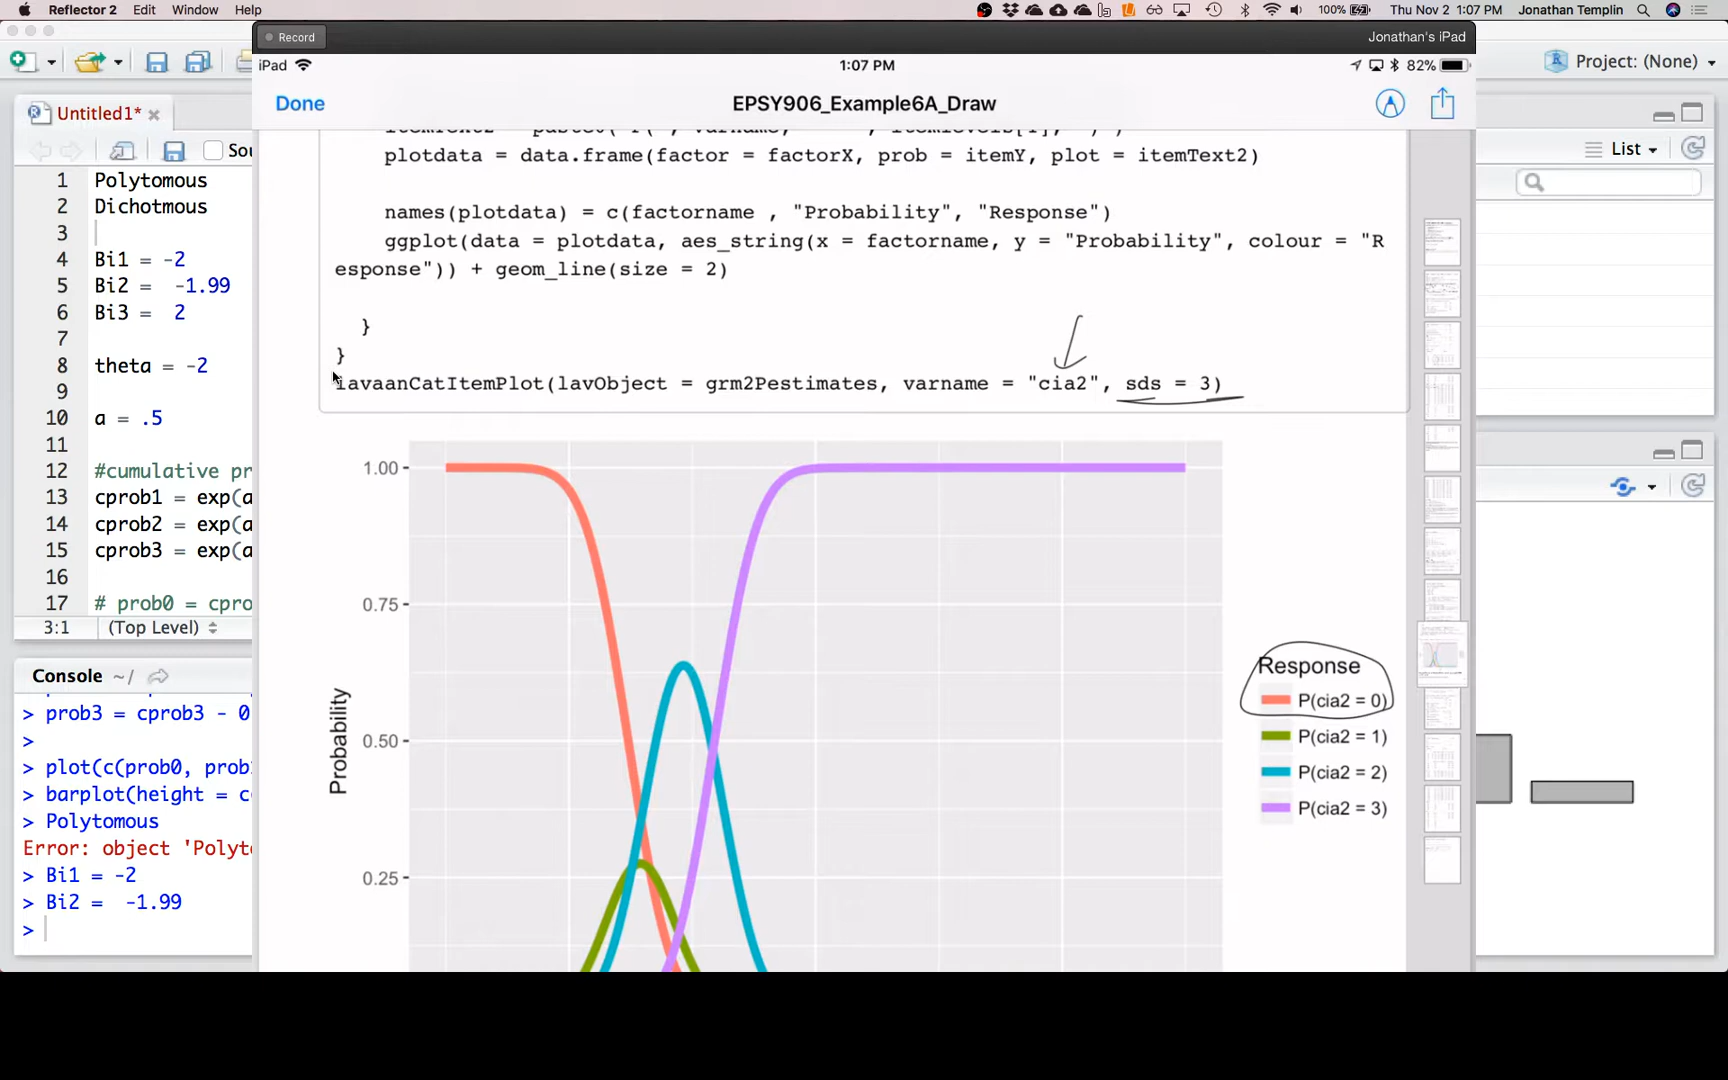 Reflector 2 Edit Window Help
100% Thu Nov 2 1:07 PM Jonathan Templin
Record
Jonathan's iPad
iPad
1:07 PM
82%
Done
EPSY906_Example6A_Draw
Project: (None)
Untitled1*
Sou
List
1 Polytomous
2 Dichotmous
3
4 Bi1 = -2
5 Bi2 =  -1.99
6 Bi3 =  2
7
8 theta = -2
9
10 a = .5
11
12 #cumulative pr
13 cprob1 = exp(a
14 cprob2 = exp(a
15 cprob3 = exp(a
16
17 # prob0 = cpro
3:1 (Top Level)
Console ~/
> prob3 = cprob3 - 0
>
> plot(c(prob0, prob
> barplot(height = c
> Polytomous
Error: object 'Polyt
> Bi1 = -2
> Bi2 =  -1.99
>
plotdata = data.frame(factor = factorX, prob = itemY, plot = itemText2)
names(plotdata) = c(factorname , "Probability", "Response")
ggplot(data = plotdata, aes_string(x = factorname, y = "Probability", colour = "R
esponse")) + geom_line(size = 2)
}
}
lavaanCatItemPlot(lavObject = grm2Pestimates, varname = "cia2", sds = 3)
1.00
0.75
0.50
0.25
Probability
Response
P(cia2 = 0)
P(cia2 = 1)
P(cia2 = 2)
P(cia2 = 3)